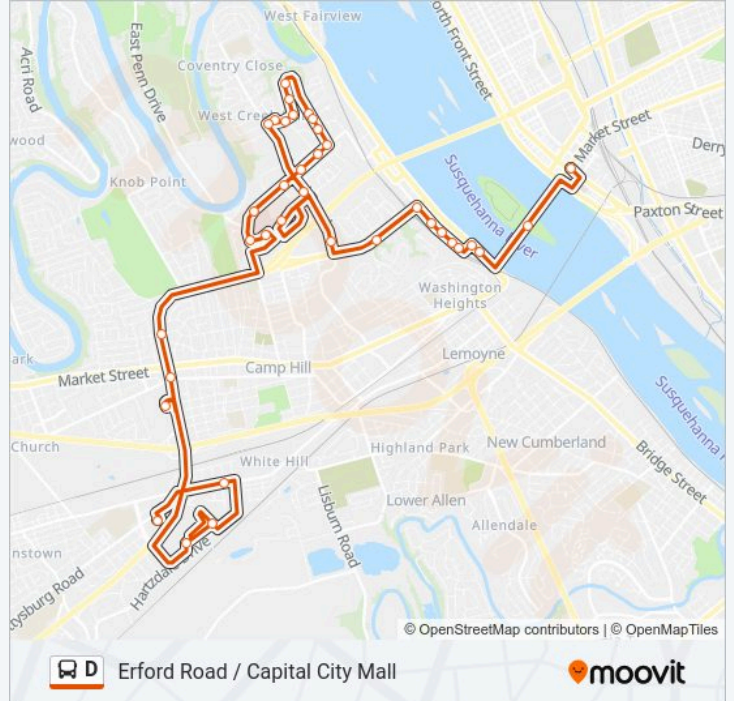 West Fairview
North Front Street
Acri Road
East Penn Drive
Coventry Close
West Cree
Market Street
Derry
wood
Knob Point
Susquehanna River
Paxton Street
Washington
Heights
ark
Market Street
Camp Hill
Lemoyne
Susquehanna R
Church
White Hill
Highland Park
New Cumberland
Bridge Street
Lisburn Road
Lower Allen
Allendale
nstown
Hartzdale Drive
ttysburg Road
© OpenStreetMap contributors | © OpenMapTiles
D
Erford Road / Capital City Mall
moovit